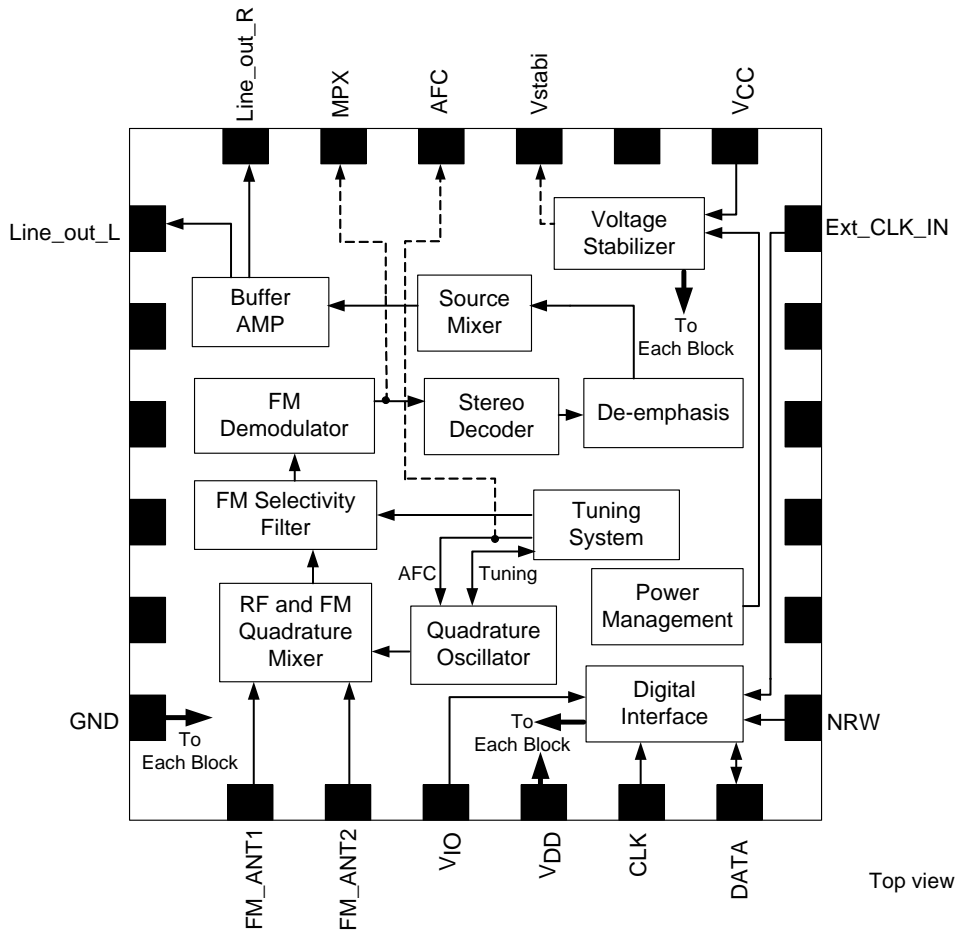 Line_out_R
MPX
AFC
Vstabi
VCC
Line_out_L
Ext_CLK_IN
Voltage
Stabilizer
Buffer
AMP
Source
Mixer
To
Each Block
FM
Demodulator
Stereo
Decoder
De-emphasis
FM Selectivity
Filter
Tuning
System
AFC
Tuning
RF and FM
Quadrature
Mixer
Quadrature
Oscillator
Power
Management
Digital
Interface
GND
To
Each Block
To
Each Block
NRW
FM_ANT1
FM_ANT2
VIO
VDD
CLK
DATA
Top view